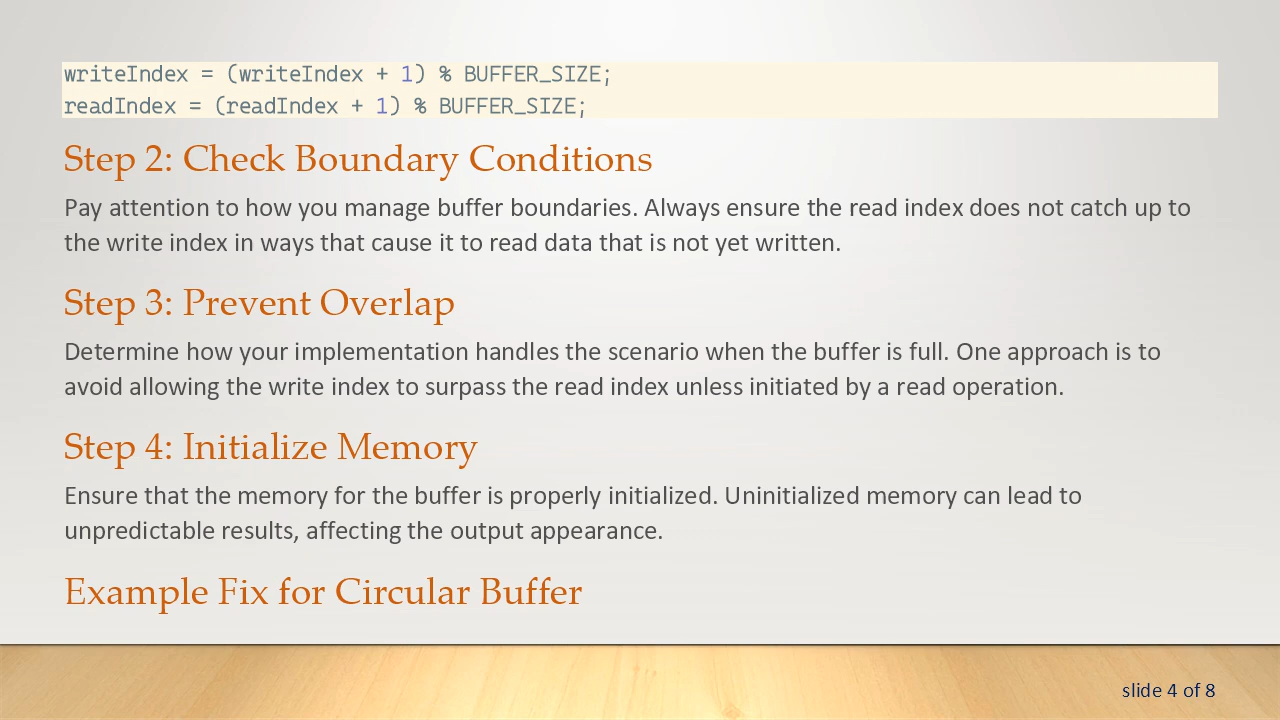 writeIndex = (writeIndex + 1) % BUFFER_SIZE;
readIndex = (readIndex + 1) % BUFFER_SIZE;
Step 2: Check Boundary Conditions
Pay attention to how you manage buffer boundaries. Always ensure the read index does not catch up to
the write index in ways that cause it to read data that is not yet written.
Step 3: Prevent Overlap
Determine how your implementation handles the scenario when the buffer is full. One approach is to
avoid allowing the write index to surpass the read index unless initiated by a read operation.
Step 4: Initialize Memory
Ensure that the memory for the buffer is properly initialized. Uninitialized memory can lead to
unpredictable results, affecting the output appearance.
Example Fix for Circular Buffer
slide 4 of 8